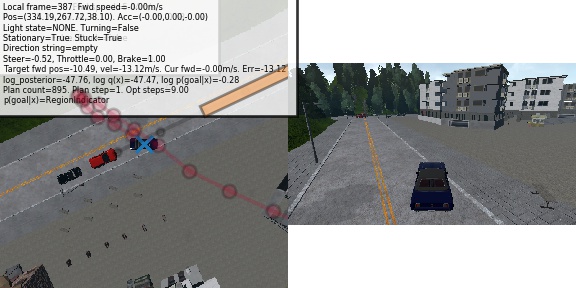 Local frame=387. Fwd speed=-0.00m/s
Pos=(334.19,267.72,38.10). Acc=(-0.00,0.00,-0.00)
Light state=NONE. Turning=False
Stationary=True. Stuck=True
Direction string=empty
Steer=-0.52, Throttle=0.00, Brake=1.00
Target fwd pos=-10.49, vel=-13.12m/s. Cur fwd=-0.00m/s. Err=-13.12
log_posterior=-47.76, log q(x)=-47.47, log p(goal|x)=-0.28
Plan count=895. Plan step=1. Opt steps=9.00
p(goal|x)=RegionIndicator